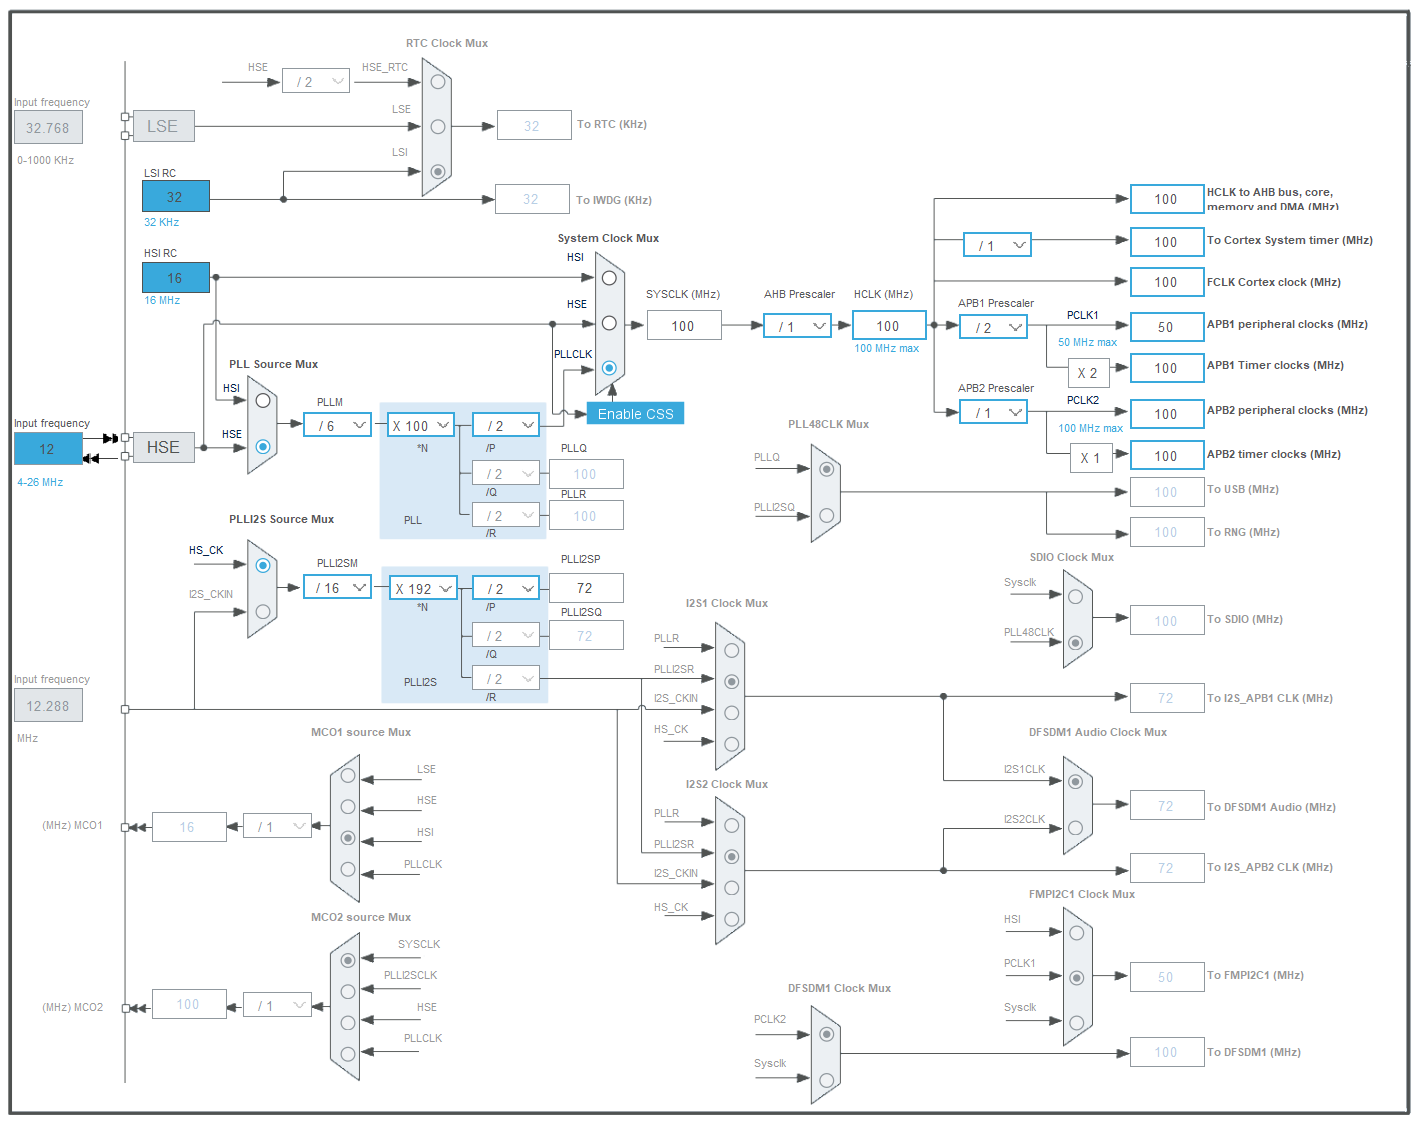 RTC Clock Mux
HSE
/ 2
HSE_RTC
Input frequency
32.768
0-1000 KHz
LSE
LSE
32
To RTC (KHz)
LSI
LSI RC
32
32 KHz
32
To IWDG (KHz)
HCLK to AHB bus, core,
memory and DMA (MHz)
100
System Clock Mux
HSI RC
16
16 MHz
HSI
/ 1
100
To Cortex System timer (MHz)
100
FCLK Cortex clock (MHz)
HSE
SYSCLK (MHz)
100
AHB Prescaler
/ 1
HCLK (MHz)
100
100 MHz max
APB1 Prescaler
/ 2
PCLK1
50 MHz max
50
APB1 peripheral clocks (MHz)
X 2
100
APB1 Timer clocks (MHz)
PLLCLK
Enable CSS
PLL Source Mux
HSI
HSE
Input frequency
12
4-26 MHz
HSE
PLLM
/ 6
X 100
*N
/ 2
/P
PLLQ
/ 2
100
/Q
PLLR
/ 2
100
/R
PLL
APB2 Prescaler
/ 1
PCLK2
100 MHz max
100
APB2 peripheral clocks (MHz)
X 1
100
APB2 timer clocks (MHz)
PLL48CLK Mux
PLLQ
PLLI2SQ
100
To USB (MHz)
100
To RNG (MHz)
PLLI2S Source Mux
HS_CK
I2S_CKIN
PLLI2SM
/ 16
X 192
*N
/ 2
/P
PLLI2SP
72
PLLI2SQ
/ 2
72
/Q
/ 2
/R
PLLI2S
SDIO Clock Mux
Sysclk
PLL48CLK
100
To SDIO (MHz)
I2S1 Clock Mux
PLLR
PLLI2SR
I2S_CKIN
HS_CK
72
To I2S_APB1 CLK (MHz)
Input frequency
12.288
MHz
MCO1 source Mux
LSE
HSE
HSI
PLLCLK
(MHz) MCO1
16
/ 1
I2S2 Clock Mux
PLLR
PLLI2SR
I2S_CKIN
HS_CK
DFSDM1 Audio Clock Mux
I2S1CLK
I2S2CLK
72
To DFSDM1 Audio (MHz)
72
To I2S_APB2 CLK (MHz)
MCO2 source Mux
SYSCLK
PLLI2SCLK
HSE
PLLCLK
(MHz) MCO2
100
/ 1
FMPI2C1 Clock Mux
HSI
PCLK1
Sysclk
50
To FMPI2C1 (MHz)
DFSDM1 Clock Mux
PCLK2
Sysclk
100
To DFSDM1 (MHz)